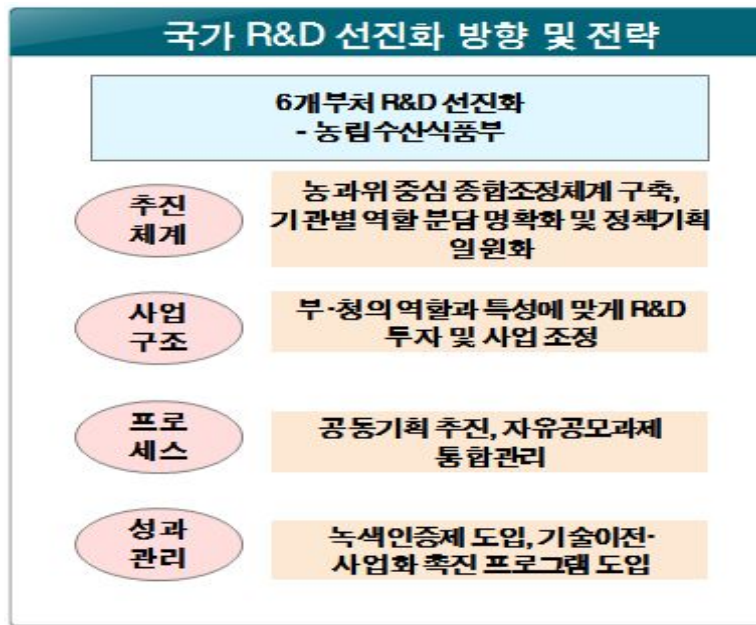 국가 R&D 선진화 방향 및 전략
6개부처 R&D 선진화
- 농림수산식품부
추진
체계
농과위 중심 종합조정체계 구축,
기관별 역할 분담 명확화 및 정책기획
일원화
사업
구조
부·청의 역할과 특성에 맞게 R&D
투자 및 사업 조정
프로
세스
공동기획 추진, 자유공모과제
통합관리
성과
관리
녹색인증제 도입, 기술이전·
사업화 촉진 프로그램 도입